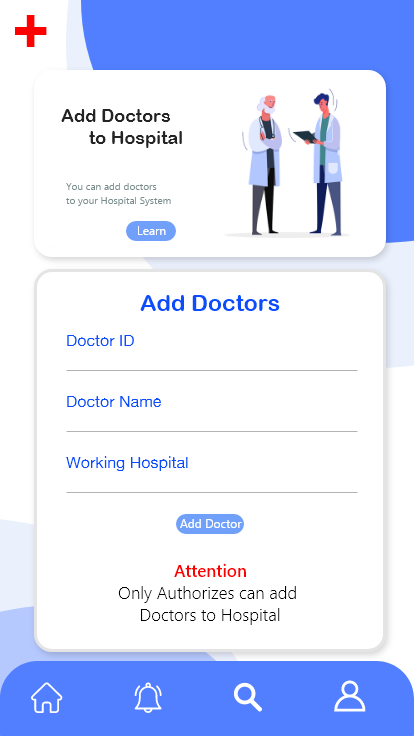 Add Doctors
to Hospital
You can add doctors
to your Hospital System
Learn
Add Doctors
Doctor ID
Doctor Name
Working Hospital
Add Doctor
Attention
Only Authorizes can add
Doctors to Hospital